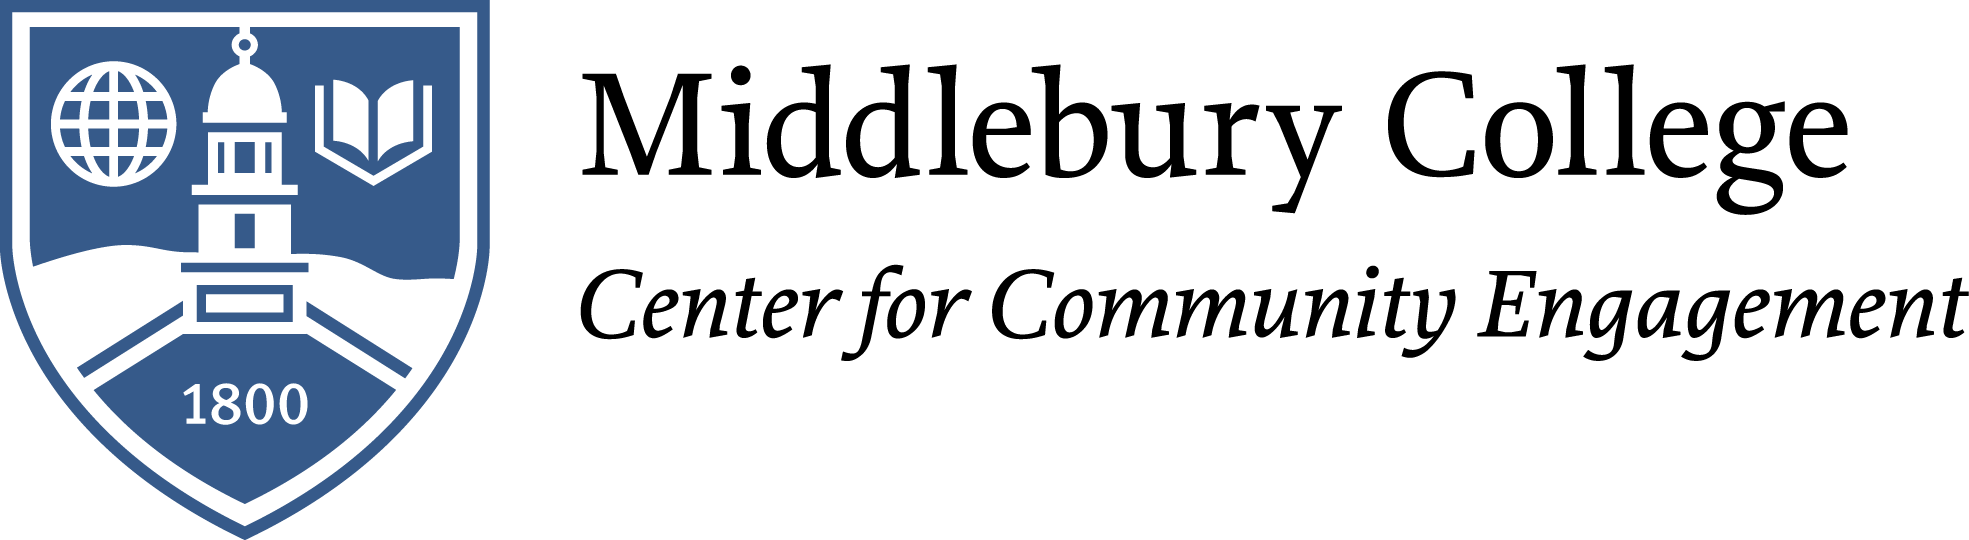 1800
Middlebury College
Center for Community Engagement